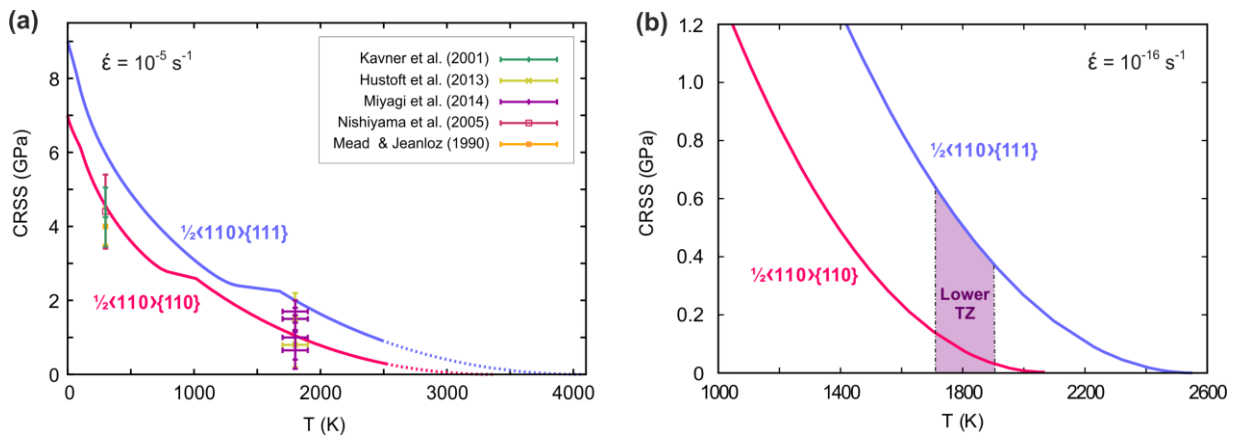 (a)
έ = 10⁻⁵ s⁻¹
Kavner et al. (2001)
Hustoft et al. (2013)
Miyagi et al. (2014)
Nishiyama et al. (2005)
Mead & Jeanloz (1990)
½<110>{111}
½<110>{110}
CRSS (GPa)
8
6
4
2
0
0
1000
2000
3000
4000
T (K)
(b)
έ = 10⁻¹⁶ s⁻¹
½<110>{111}
½<110>{110}
Lower
TZ
CRSS (GPa)
1.2
1.0
0.8
0.6
0.4
0.2
0
1000
1400
1800
2200
2600
T (K)